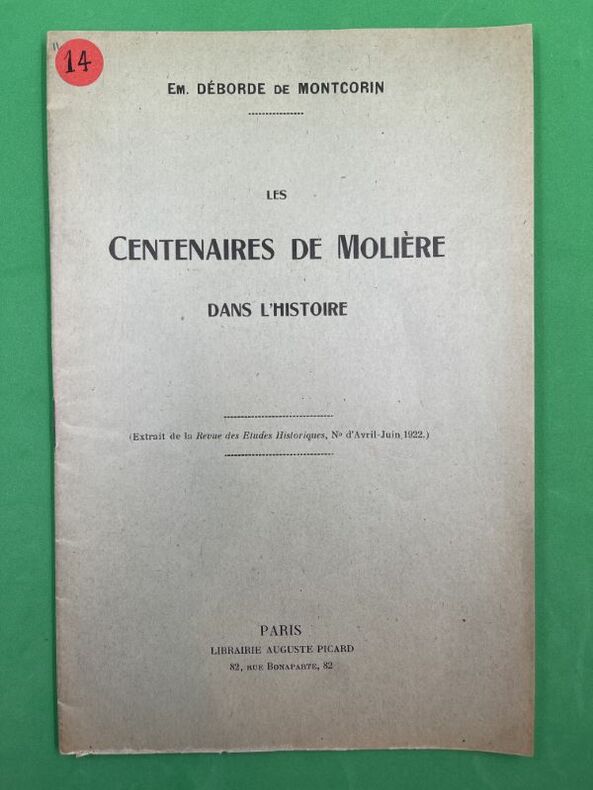 14
EM. DÉBORDE DE MONTCORIN
LES
CENTENAIRES DE MOLIÈRE
DANS L'HISTOIRE
(Extrait de la Revue des Etudes Historiques, Nº d'Avril-Juin 1922.)
PARIS
LIBRAIRIE AUGUSTE PICARD
82, RUE BONAPARTE, 82